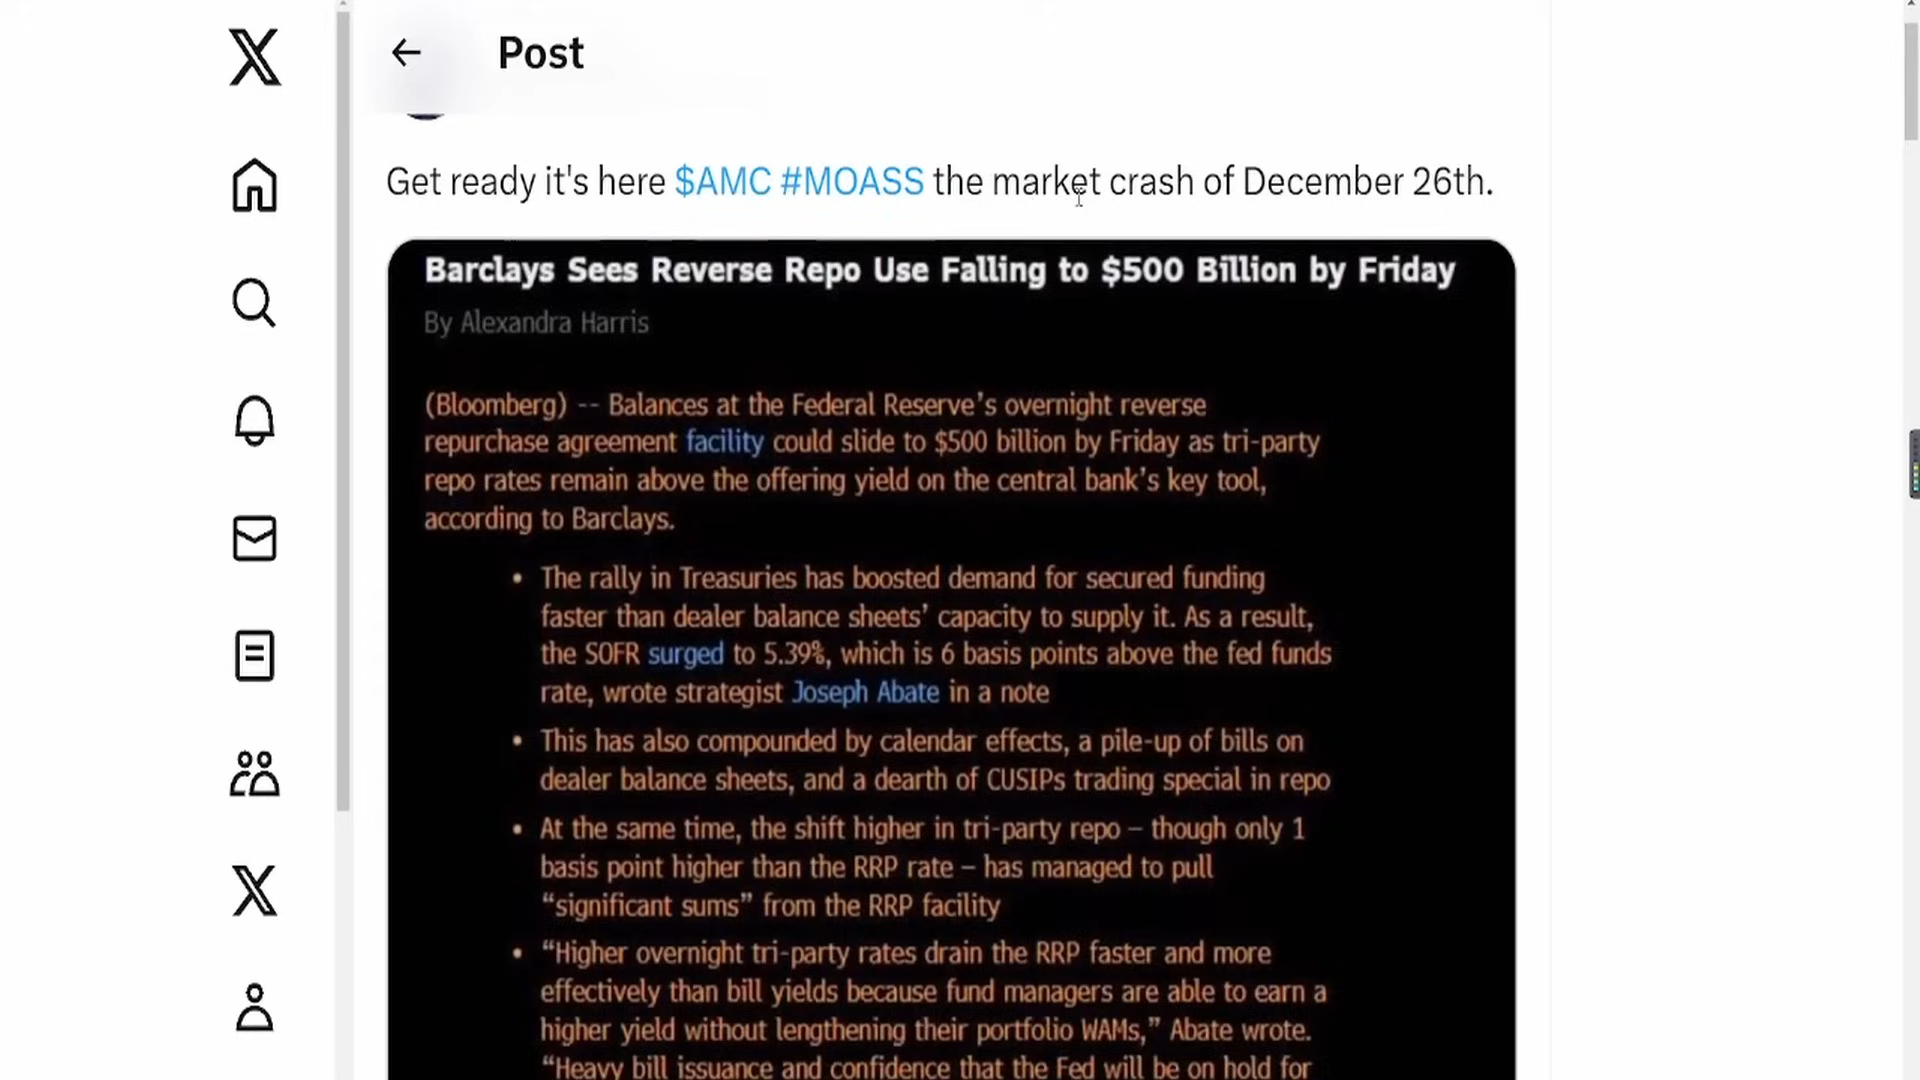 Post
Get ready it's here $AMC #MOASS the market crash of December 26th.
Barclays Sees Reverse Repo Use Falling to $500 Billion by Friday
By Alexandra Harris
(Bloomberg) -- Balances at the Federal Reserve's overnight reverse
repurchase agreement facility could slide to $500 billion by Friday as tri-party
repo rates remain above the offering yield on the central bank's key tool,
according to Barclays.
• The rally in Treasuries has boosted demand for secured funding
faster than dealer balance sheets' capacity to supply it. As a result,
the SOFR surged to 5.39%, which is 6 basis points above the fed funds
rate, wrote strategist Joseph Abate in a note
• This has also compounded by calendar effects, a pile-up of bills on
dealer balance sheets, and a dearth of CUSIPs trading special in repo
• At the same time, the shift higher in tri-party repo – though only 1
basis point higher than the RRP rate – has managed to pull
“significant sums” from the RRP facility
• “Higher overnight tri-party rates drain the RRP faster and more
effectively than bill yields because fund managers are able to earn a
higher yield without lengthening their portfolio WAMs,” Abate wrote.
“Heavy bill issuance and confidence that the Fed will be on hold for